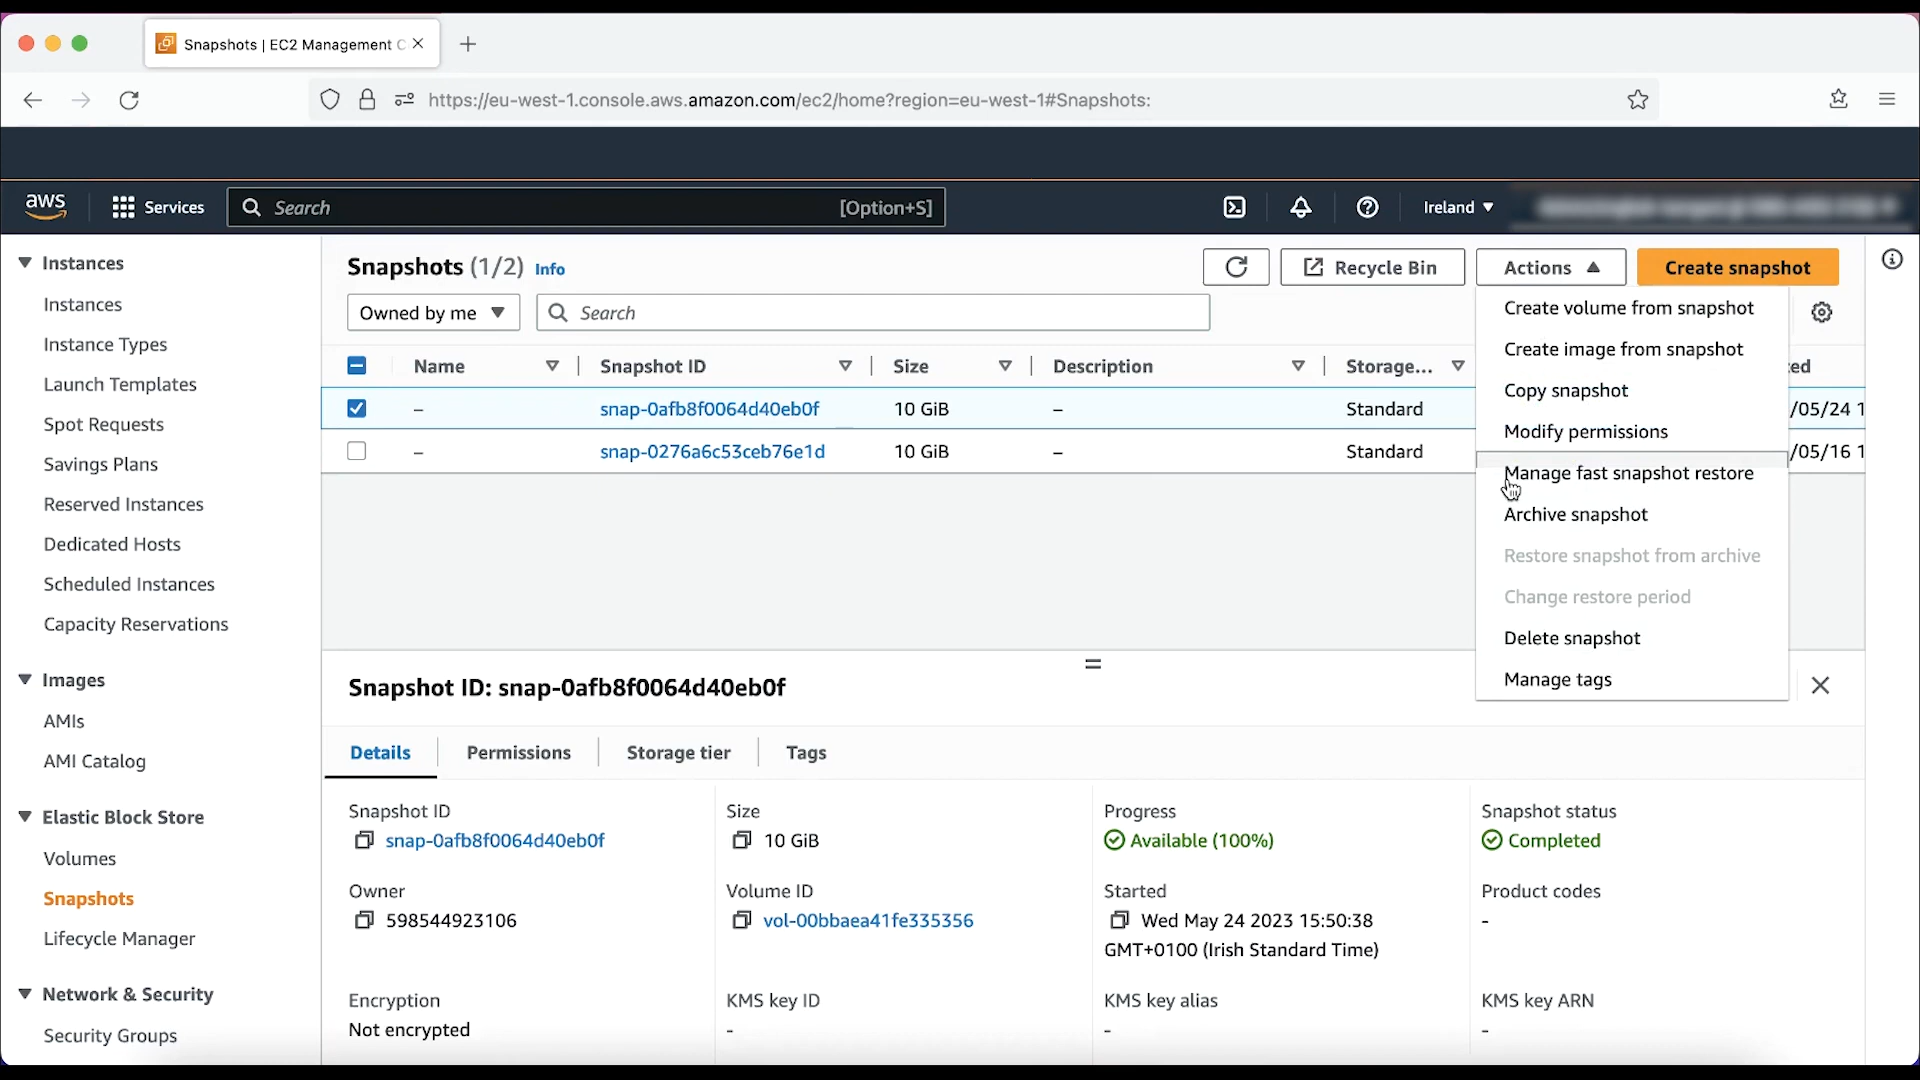 Snapshots | EC2 Management C
https://eu-west-1.console.aws.amazon.com/ec2/home?region=eu-west-1#Snapshots:
aws
Services
Search
[Option+S]
Ireland
Instances
Instances
Instance Types
Launch Templates
Spot Requests
Savings Plans
Reserved Instances
Dedicated Hosts
Scheduled Instances
Capacity Reservations
Images
AMIs
AMI Catalog
Elastic Block Store
Volumes
Snapshots
Lifecycle Manager
Network & Security
Security Groups
Snapshots (1/2) Info
Recycle Bin
Actions
Create snapshot
Owned by me
Search
Name
Snapshot ID
Size
Description
Storage...
ed
–
snap-0afb8f0064d40eb0f
10 GiB
–
Standard
/05/24 1
–
snap-0276a6c53ceb76e1d
10 GiB
–
Standard
/05/16 1
Create volume from snapshot
Create image from snapshot
Copy snapshot
Modify permissions
Manage fast snapshot restore
Archive snapshot
Restore snapshot from archive
Change restore period
Delete snapshot
Manage tags
Snapshot ID: snap-0afb8f0064d40eb0f
Details
Permissions
Storage tier
Tags
Snapshot ID
snap-0afb8f0064d40eb0f
Size
10 GiB
Progress
Available (100%)
Snapshot status
Completed
Owner
598544923106
Volume ID
vol-00bbaea41fe335356
Started
Wed May 24 2023 15:50:38
GMT+0100 (Irish Standard Time)
Product codes
-
Encryption
Not encrypted
KMS key ID
-
KMS key alias
-
KMS key ARN
-